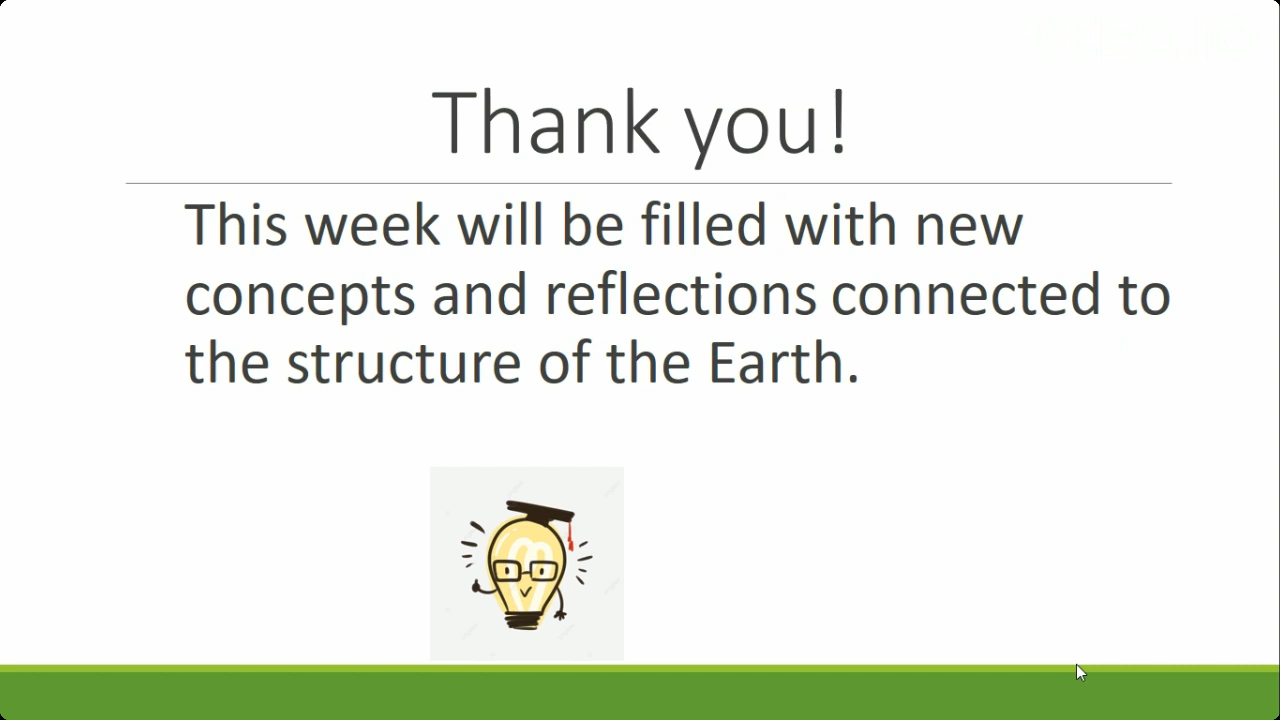 Thank you!
This week will be filled with new
concepts and reflections connected to
the structure of the Earth.